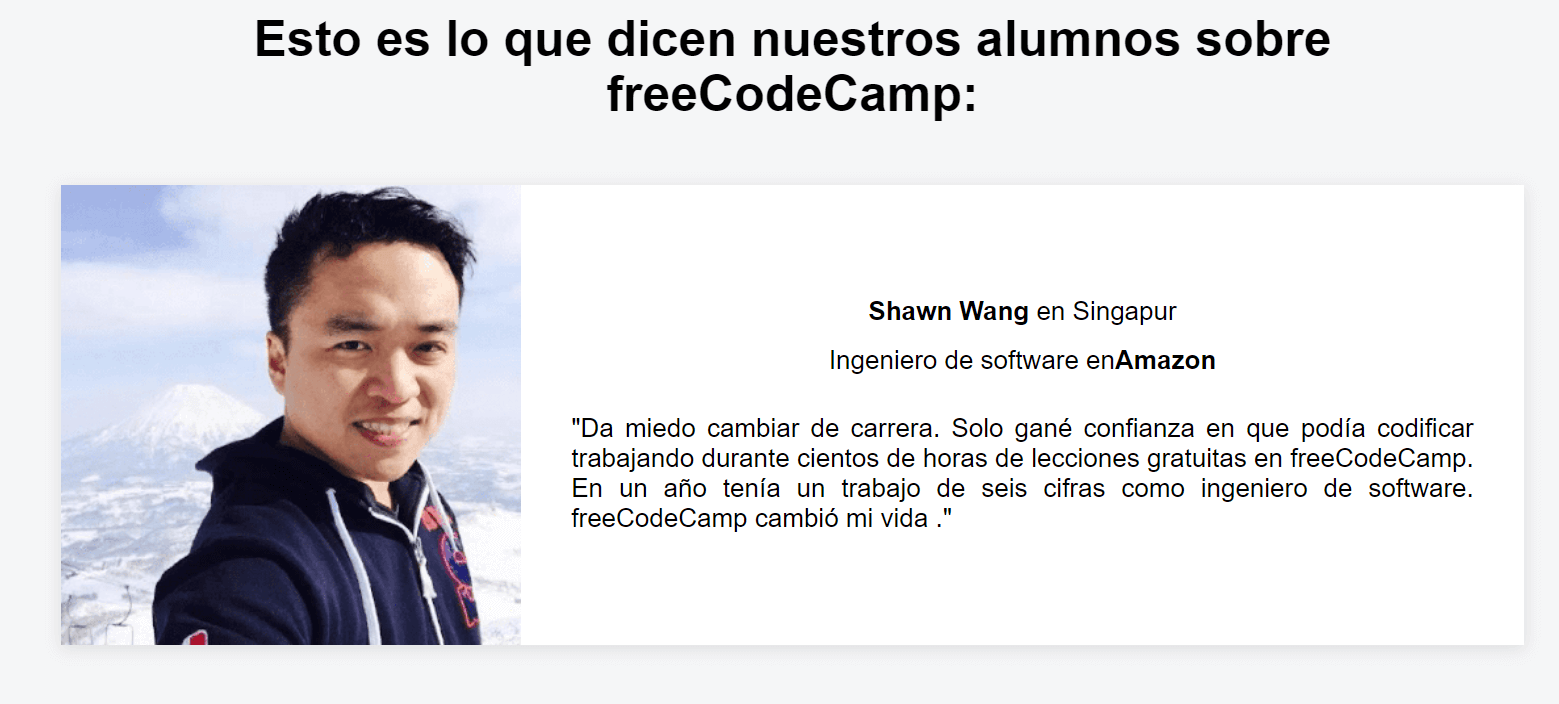 Esto es lo que dicen nuestros alumnos sobre
freeCodeCamp:
Shawn Wang en Singapur
Ingeniero de software enAmazon
"Da miedo cambiar de carrera. Solo gané confianza en que podía codificar
trabajando durante cientos de horas de lecciones gratuitas en freeCodeCamp.
En un año tenía un trabajo de seis cifras como ingeniero de software.
freeCodeCamp cambió mi vida ."